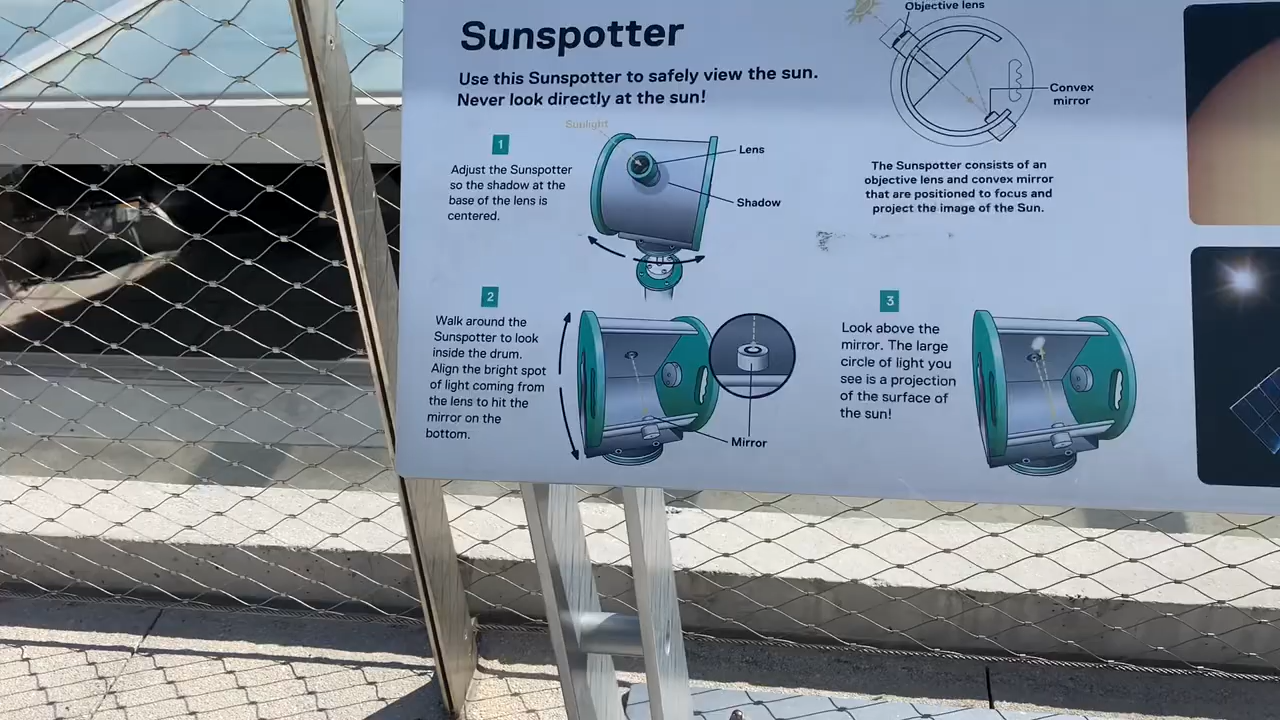 Sunspotter
Use this Sunspotter to safely view the sun.
Never look directly at the sun!
Sunlight
1
Adjust the Sunspotter
so the shadow at the
base of the lens is
centered.
Lens
Shadow
2
Walk around the
Sunspotter to look
inside the drum.
Align the bright spot
of light coming from
the lens to hit the
mirror on the
bottom.
Mirror
Objective lens
Convex
mirror
The Sunspotter consists of an
objective lens and convex mirror
that are positioned to focus and
project the image of the Sun.
3
Look above the
mirror. The large
circle of light you
see is a projection
of the surface of
the sun!